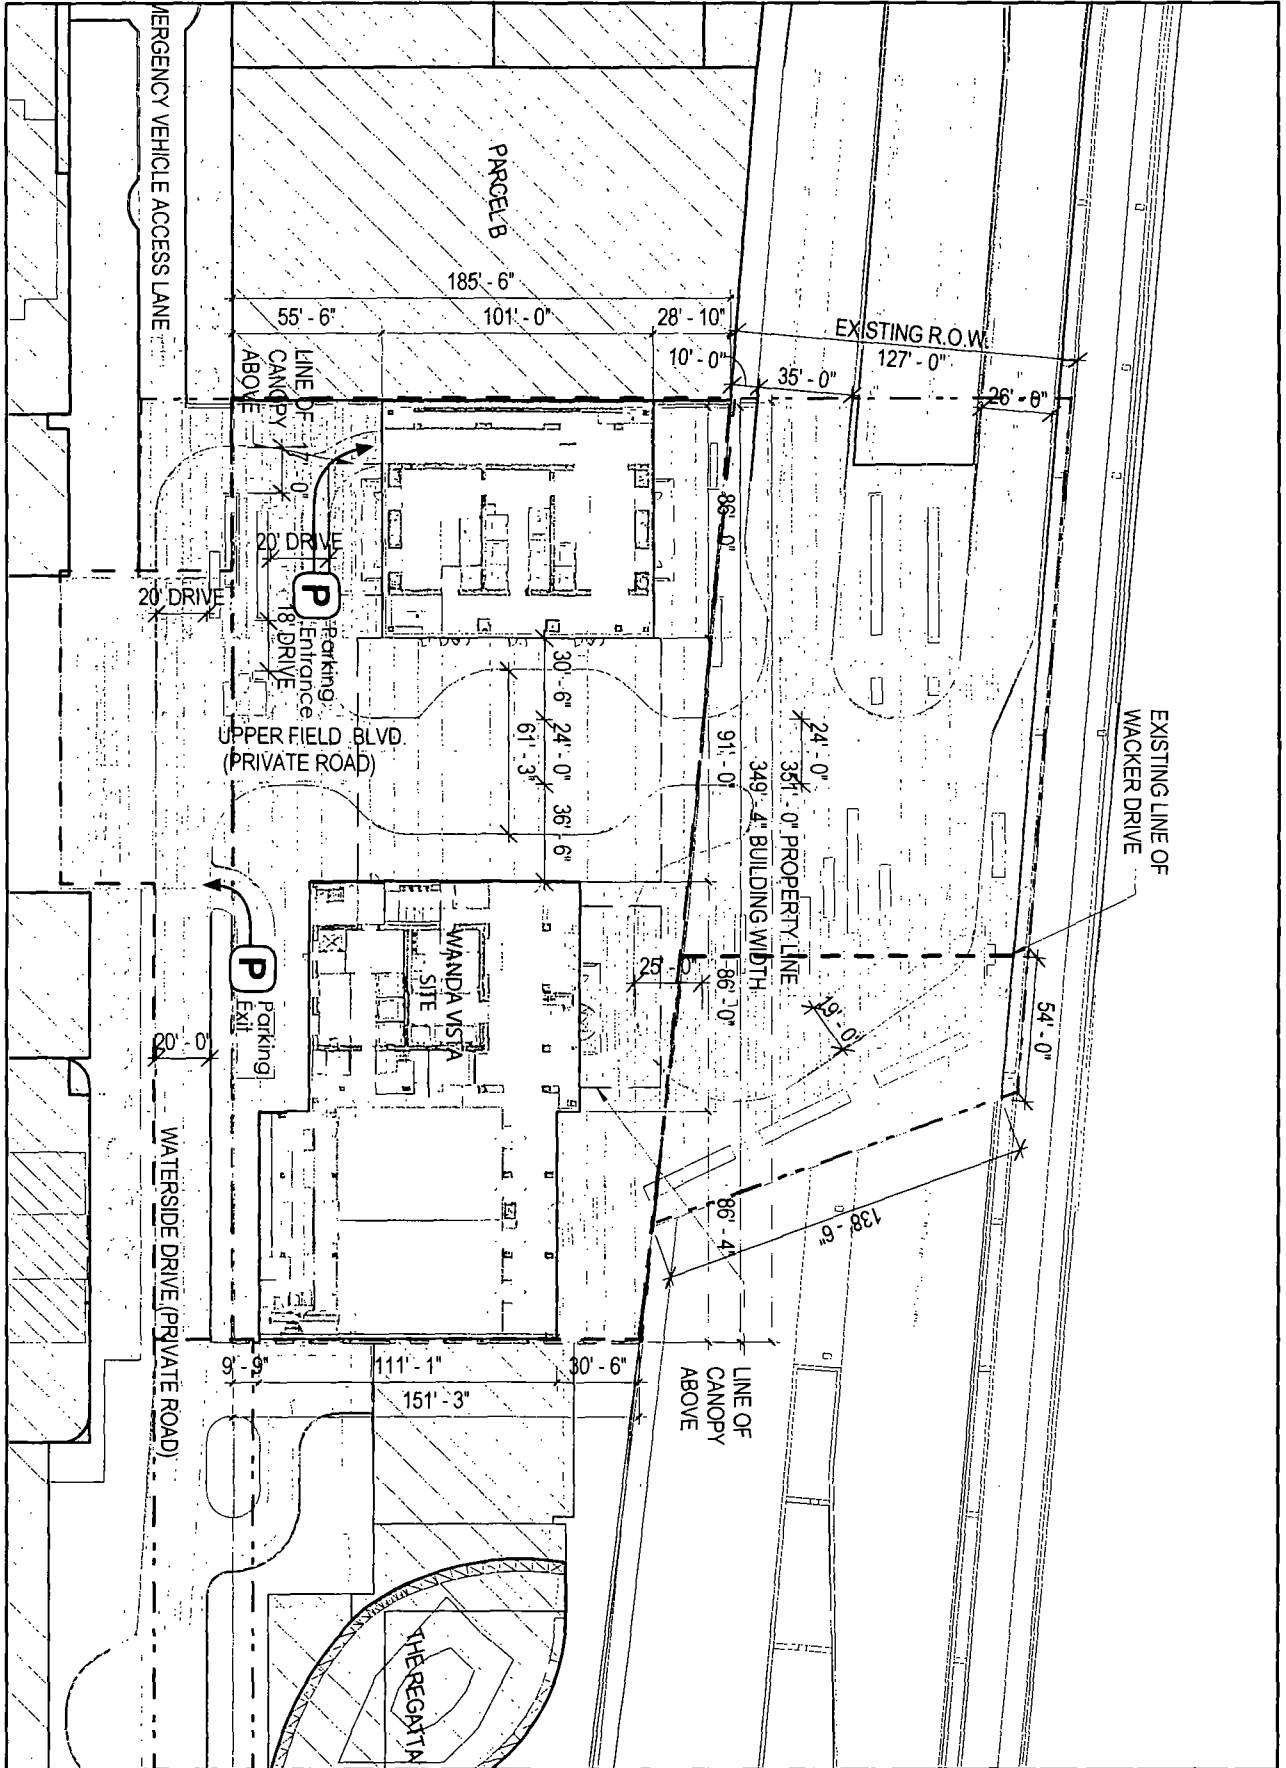 EMERGENCY VEHICLE ACCESS LANE
PARCEL B
185' - 6"
55' - 6"
101' - 0"
28' - 10"
10' - 0"
EXISTING R.O.W.
127' - 0"
35' - 0"
26' - 0"
LINE OF
CANOPY
ABOVE
17' - 0"
20' DRIVE
20' DRIVE
18' DRIVE
P
Parking
Entrance
86' - 0"
30' - 6"
24' - 0"
36' - 6"
61' - 3"
UPPER FIELD BLVD.
(PRIVATE ROAD)
91' - 0"
24' - 0"
351' - 0" PROPERTY LINE
349' - 4" BUILDING WIDTH
EXISTING LINE OF
WACKER DRIVE
P
Parking
Exit
WANDA VISTA
SITE
25' - 0"
86' - 0"
19' - 0"
54' - 0"
20' - 0"
86' - 4"
138' - 6"
WATERSIDE DRIVE (PRIVATE ROAD)
9' - 9"
111' - 1"
30' - 6"
151' - 3"
LINE OF
CANOPY
ABOVE
THE REGATTA